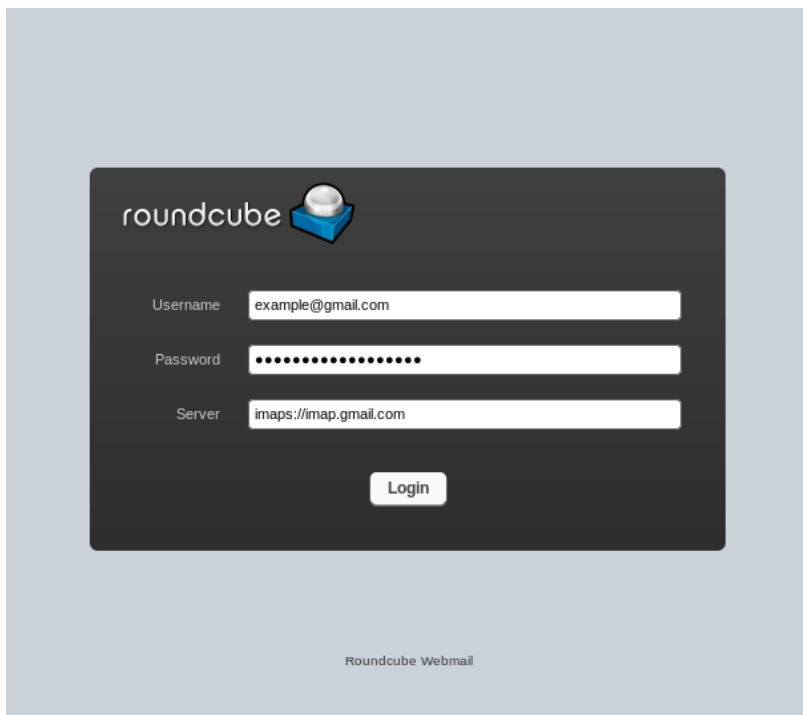 roundcube
Username example@gmail.com
Password ••••••••••••••••••
Server imaps://imap.gmail.com
Login
Roundcube Webmail